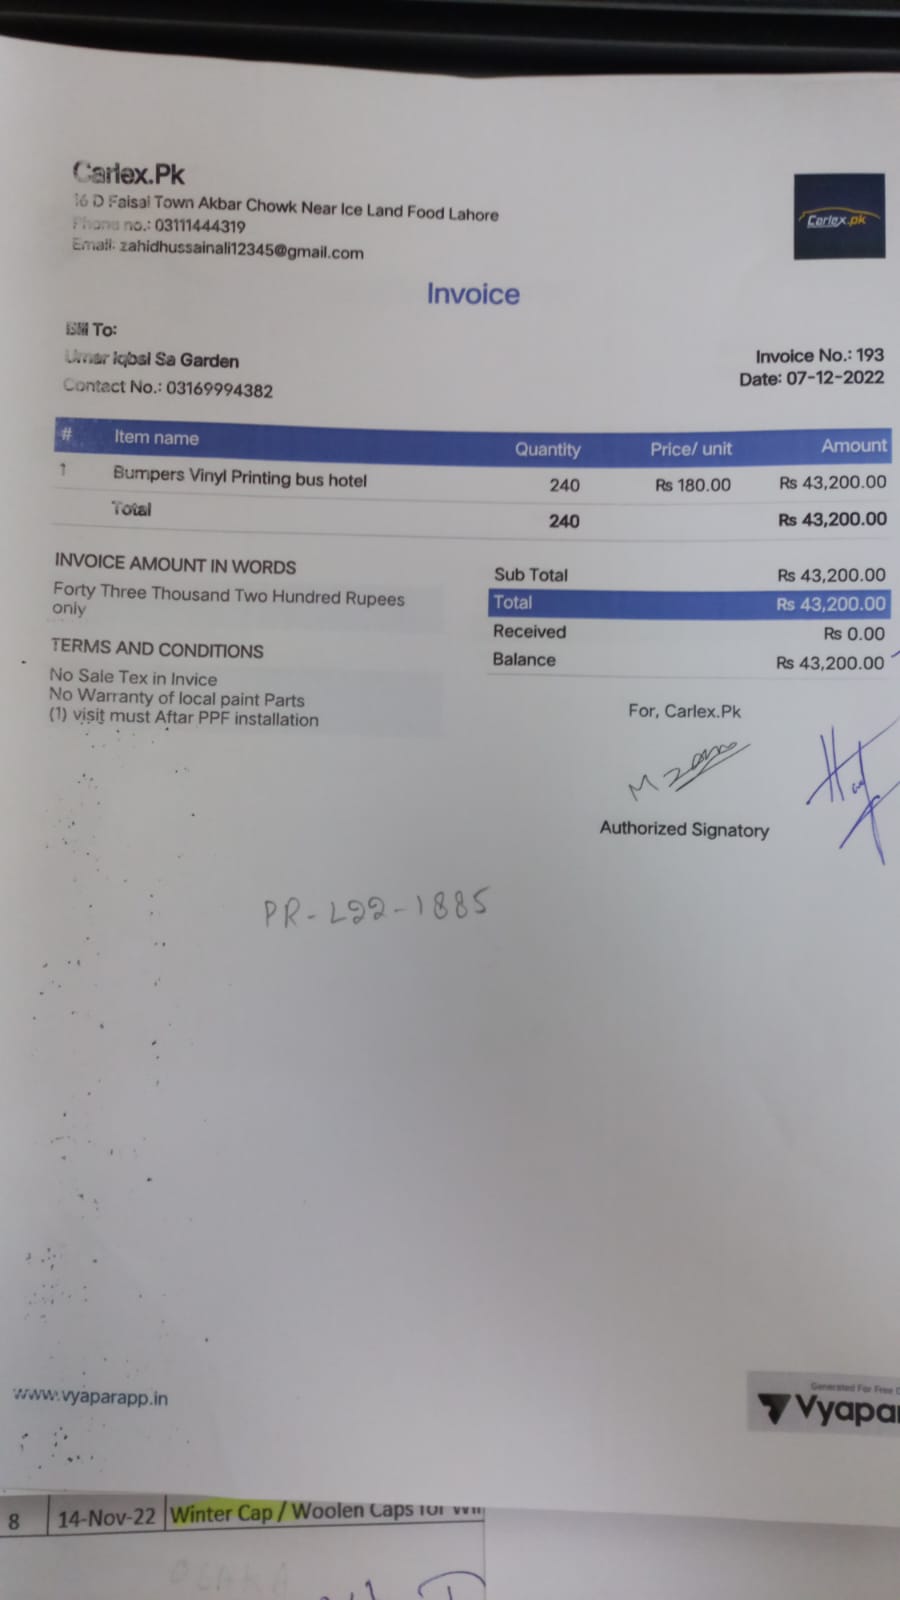 Carlex.Pk
16 D Faisal Town Akbar Chowk Near Ice Land Food Lahore
Phone no.: 03111444319
Email: zahidhussainali12345@gmail.com
Carlex.pk
Invoice
Bill To:
Umar Iqbal Sa Garden
Contact No.: 03169994382
Invoice No.: 193
Date: 07-12-2022
# Item name Quantity Price/ unit Amount
1 Bumpers Vinyl Printing bus hotel 240 Rs 180.00 Rs 43,200.00
Total 240 Rs 43,200.00
INVOICE AMOUNT IN WORDS
Forty Three Thousand Two Hundred Rupees
only
TERMS AND CONDITIONS
No Sale Tex in Invice
No Warranty of local paint Parts
(1) visit must Aftar PPF installation
Sub Total Rs 43,200.00
Total Rs 43,200.00
Received Rs 0.00
Balance Rs 43,200.00
For, Carlex.Pk
Authorized Signatory
PR-L22-1885
www.vyaparapp.in
Generated For Free
Vyapar
8 14-Nov-22 Winter Cap / Woolen Caps for
OSAKA